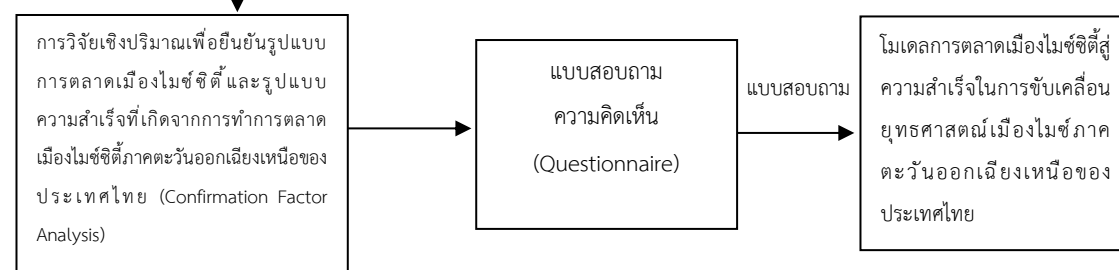 การวิจัยเชิงปริมาณเพื่อยืนยันรูปแบบ
การตลาดเมืองไมซ์ซิตี้และรูปแบบ
ความสำเร็จที่เกิดจากการทำการตลาด
เมืองไมซ์ซิตี้ภาคตะวันออกเฉียงเหนือของ
ประเทศไทย (Confirmation Factor
Analysis)
แบบสอบถาม
ความคิดเห็น
(Questionnaire)
แบบสอบถาม
โมเดลการตลาดเมืองไมซ์ซิตี้สู่
ความสำเร็จในการขับเคลื่อน
ยุทธศาสตณ์เมืองไมซ์ภาค
ตะวันออกเฉียงเหนือของ
ประเทศไทย